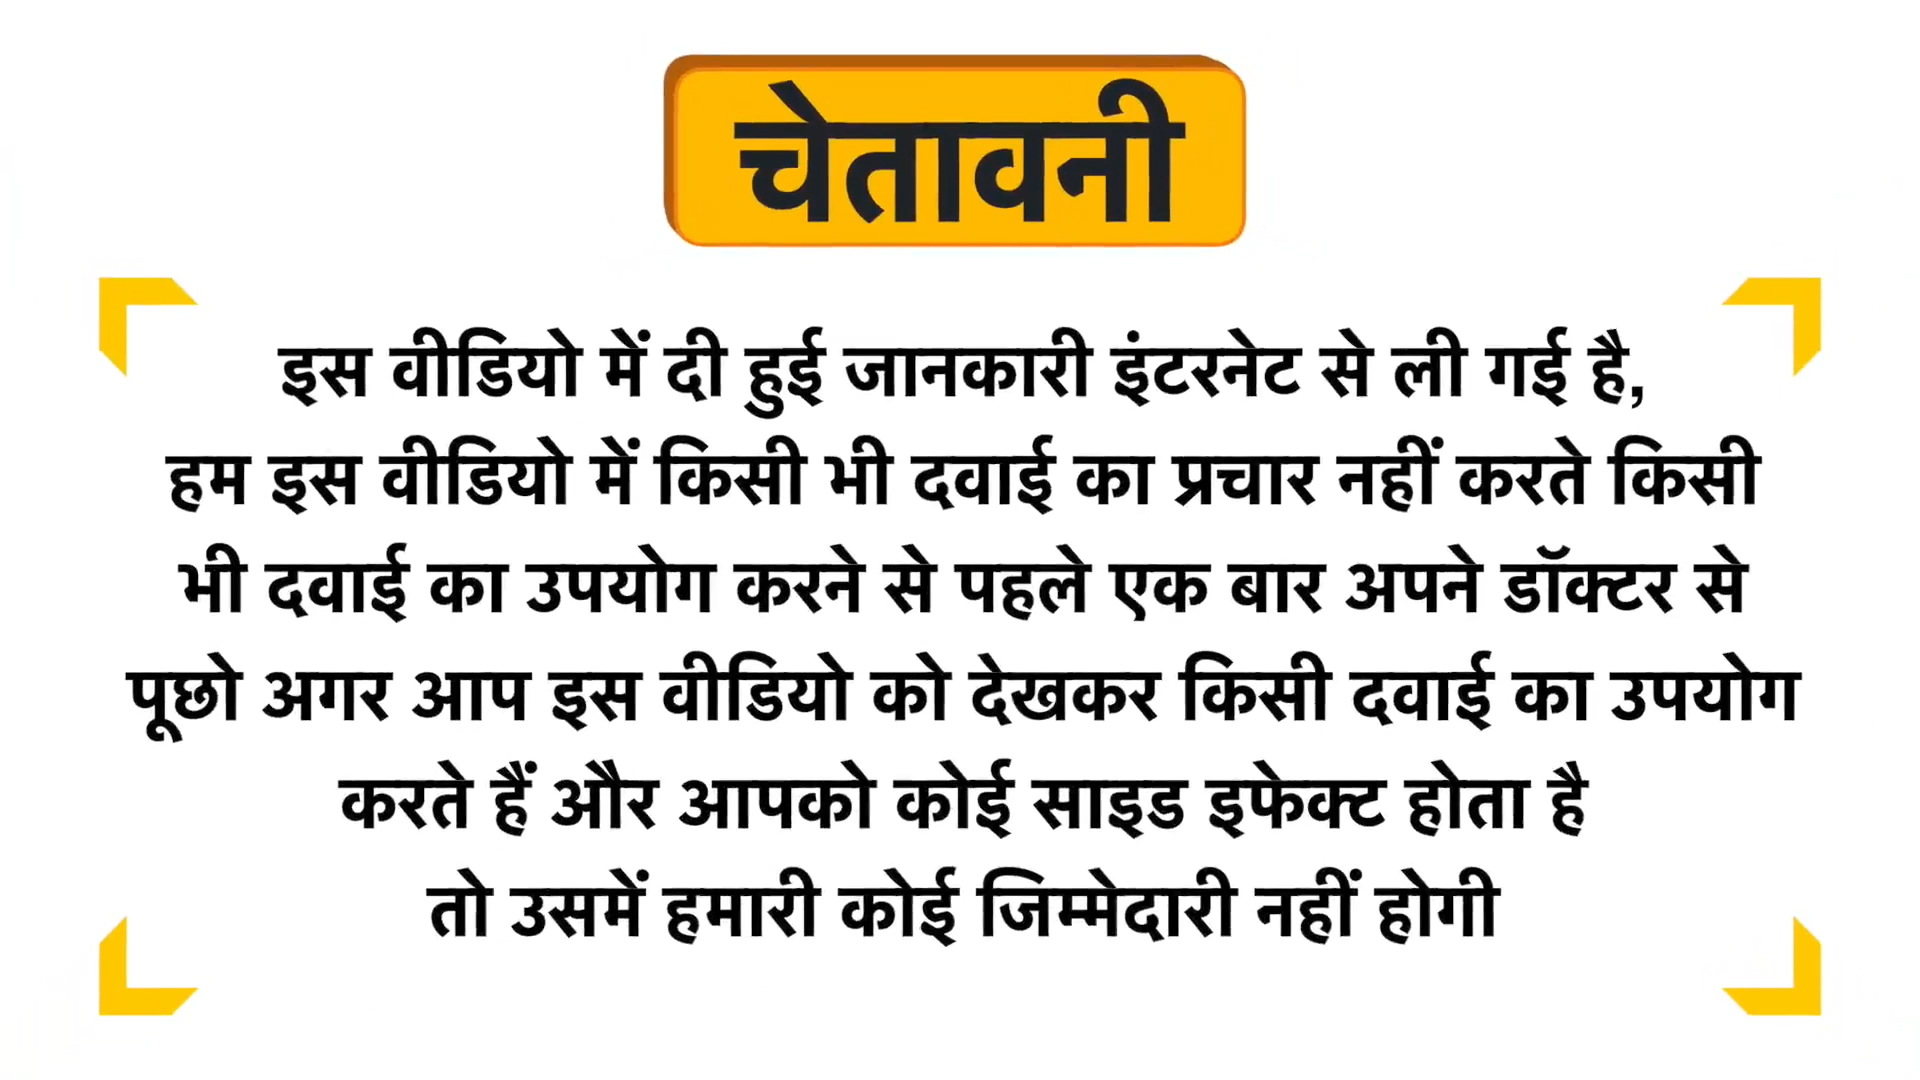 चेतावनी
इस वीडियो में दी हुई जानकारी इंटरनेट से ली गई है,
हम इस वीडियो में किसी भी दवाई का प्रचार नहीं करते किसी
भी दवाई का उपयोग करने से पहले एक बार अपने डॉक्टर से
पूछो अगर आप इस वीडियो को देखकर किसी दवाई का उपयोग
करते हैं और आपको कोई साइड इफेक्ट होता है
तो उसमें हमारी कोई जिम्मेदारी नहीं होगी